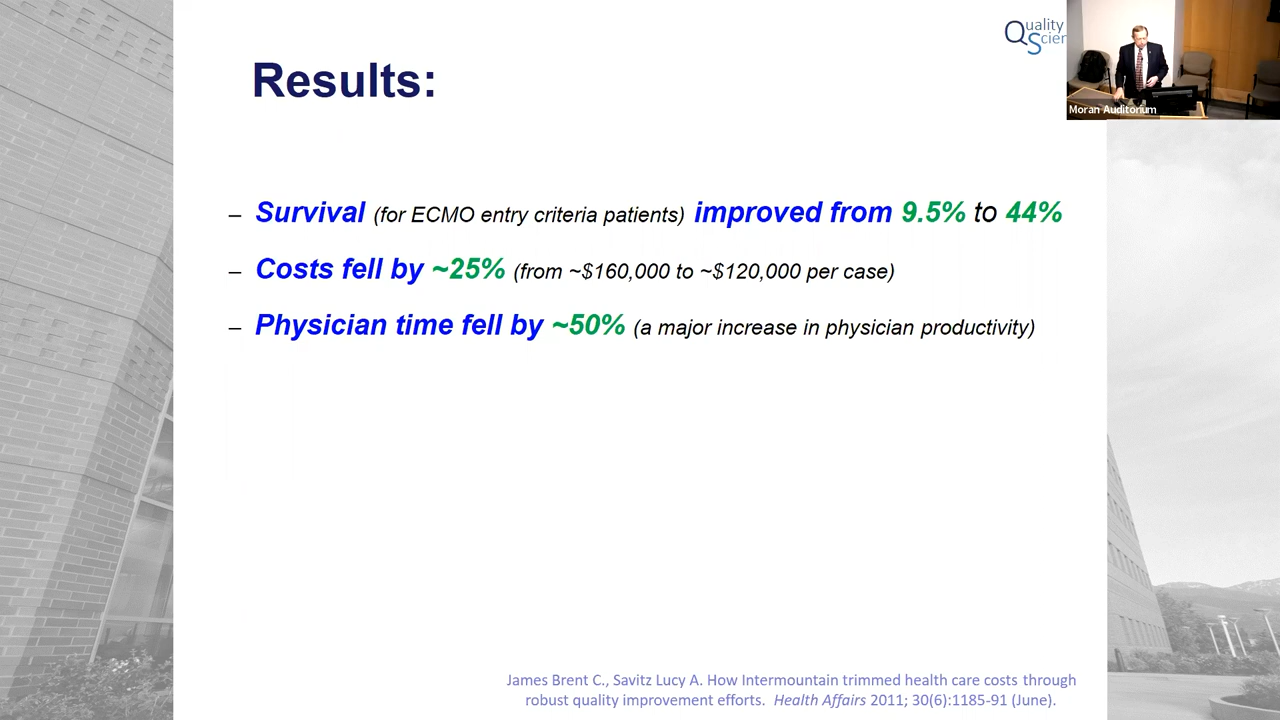 Quality
Scien
Moran Auditorium
Results:
– Survival (for ECMO entry criteria patients) improved from 9.5% to 44%
– Costs fell by ~25% (from ~$160,000 to ~$120,000 per case)
– Physician time fell by ~50% (a major increase in physician productivity)
James Brent C., Savitz Lucy A. How Intermountain trimmed health care costs through
robust quality improvement efforts. Health Affairs 2011; 30(6):1185-91 (June).